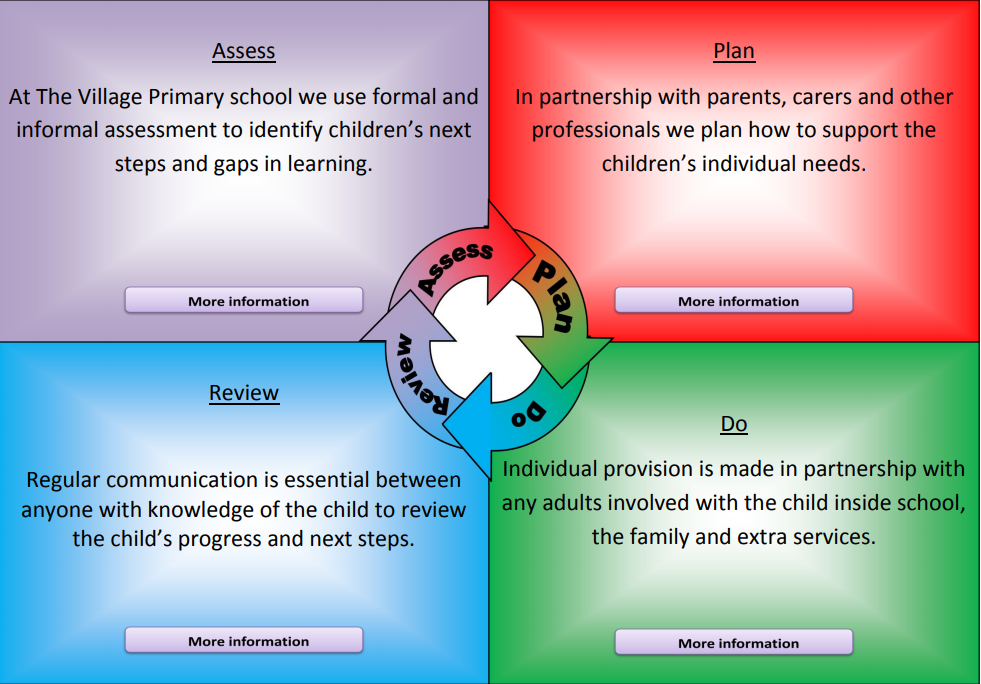 Assess
At The Village Primary school we use formal and
informal assessment to identify children’s next
steps and gaps in learning.
More information
Plan
In partnership with parents, carers and other
professionals we plan how to support the
children’s individual needs.
More information
Assess
Plan
Do
Review
Review
Regular communication is essential between
anyone with knowledge of the child to review
the child’s progress and next steps.
More information
Do
Individual provision is made in partnership with
any adults involved with the child inside school,
the family and extra services.
More information